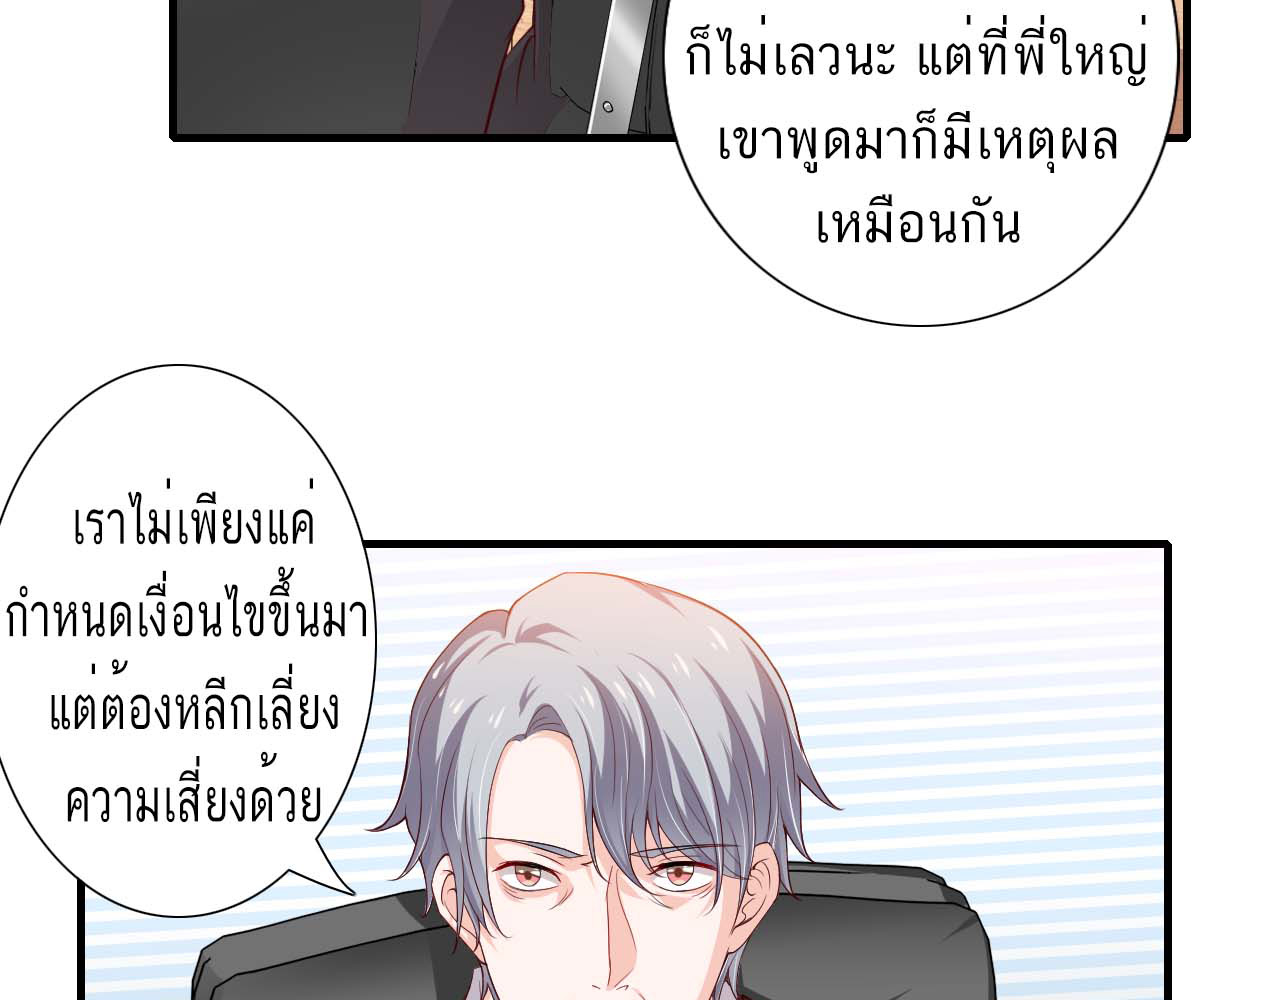 ก็ไม่เลวนะ แต่ที่พี่ใหญ่
เขาพูดมาก็มีเหตุผล
เหมือนกัน
เราไม่เพียงแค่
กำหนดเงื่อนไขขึ้นมา
แต่ต้องหลีกเลี่ยง
ความเสี่ยงด้วย